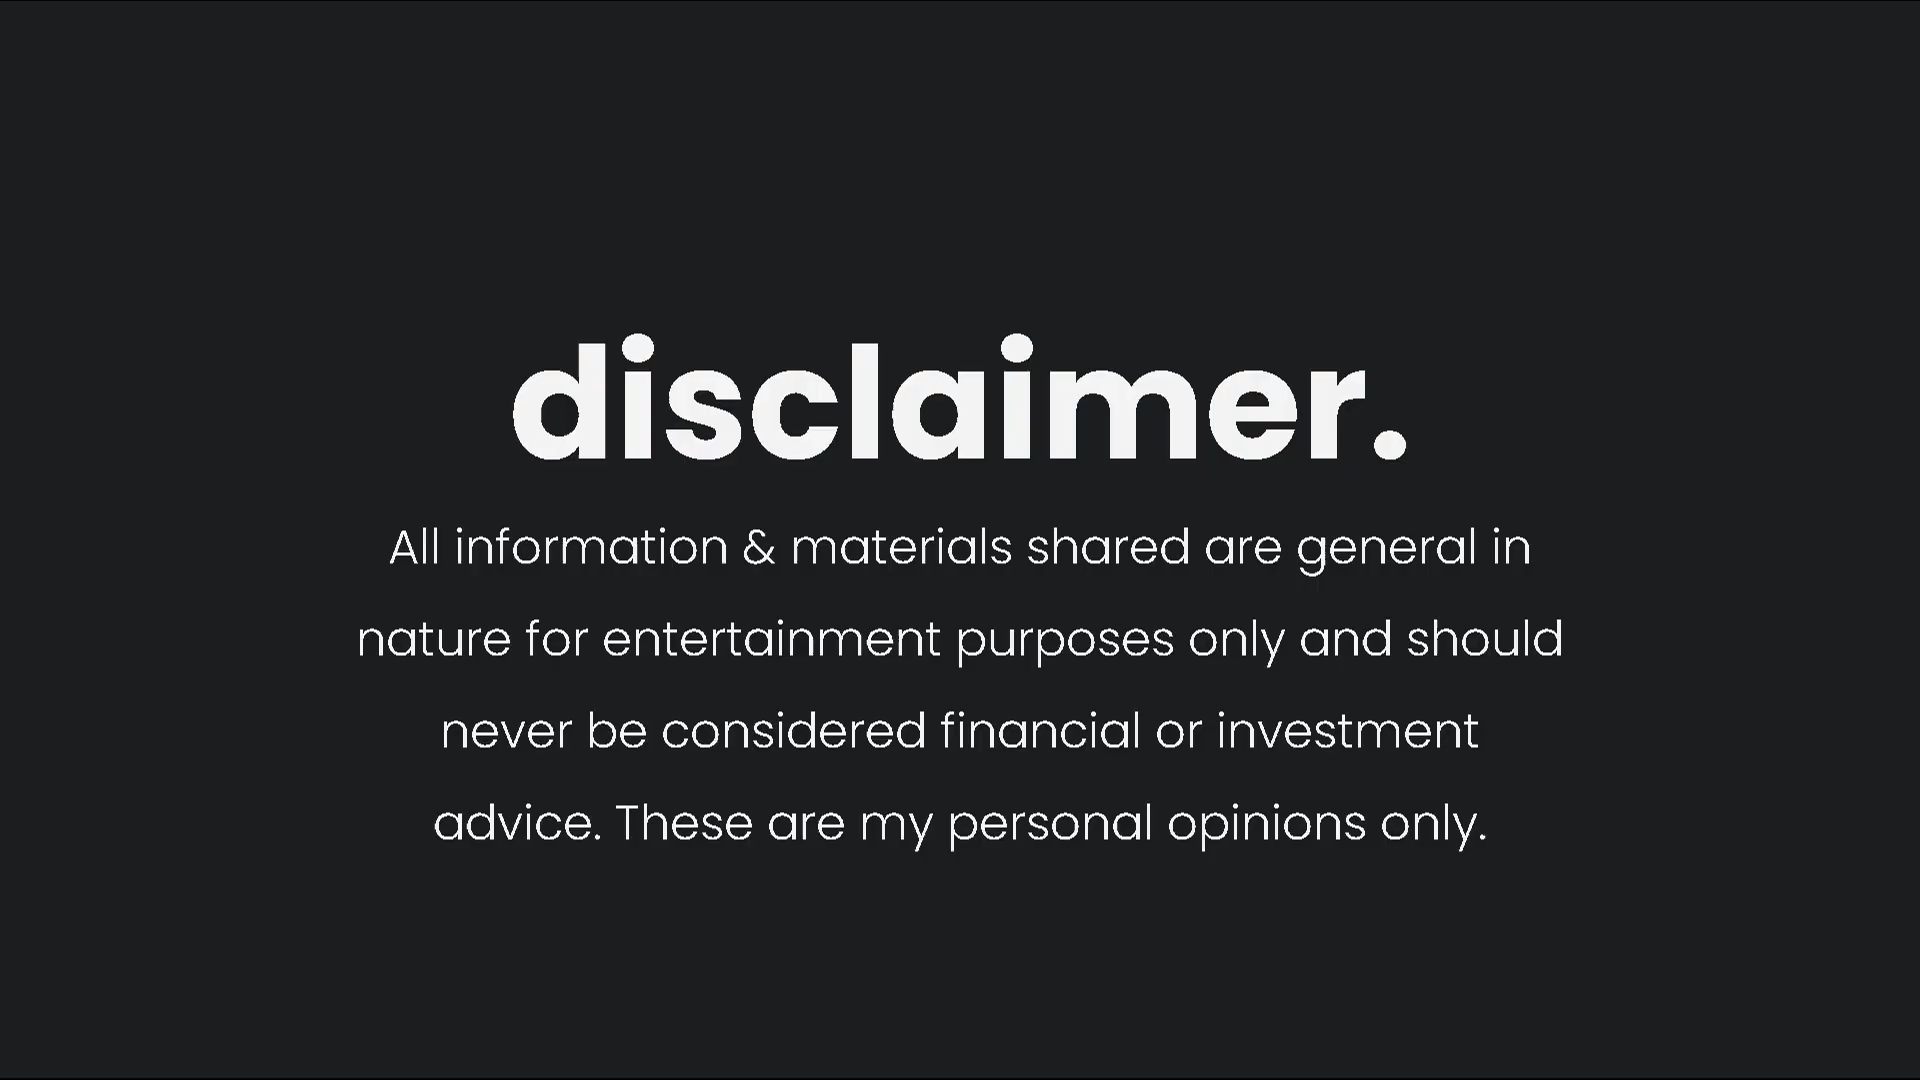 disclaimer.
All information & materials shared are general in
nature for entertainment purposes only and should
never be considered financial or investment
advice. These are my personal opinions only.